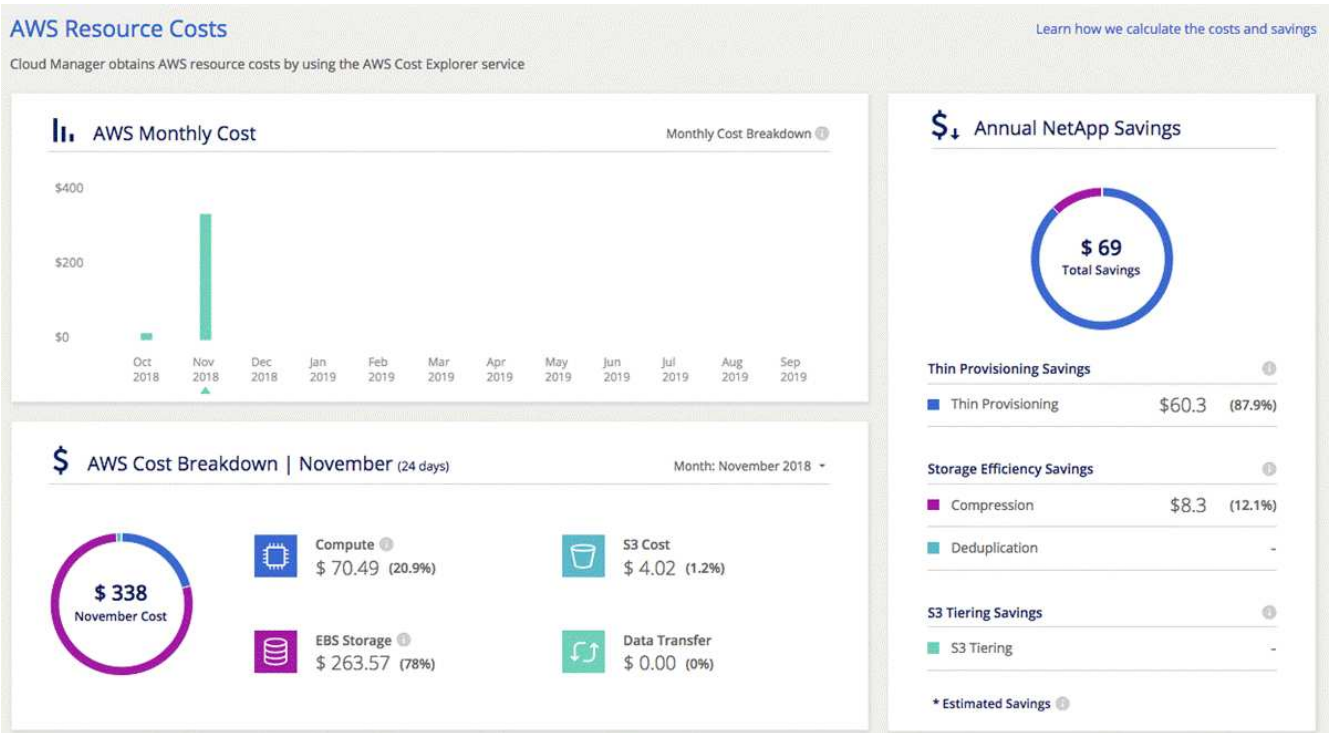 AWS Resource Costs
Learn how we calculate the costs and savings
Cloud Manager obtains AWS resource costs by using the AWS Cost Explorer service
AWS Monthly Cost
Monthly Cost Breakdown
$400
$200
$0
Oct Nov Dec Jan Feb Mar Apr May Jun Jul Aug Sep
2018 2018 2018 2019 2019 2019 2019 2019 2019 2019 2019 2019
$ AWS Cost Breakdown | November (24 days)
Month: November 2018
$ 338
November Cost
Compute
$ 70.49 (20.9%)
S3 Cost
$ 4.02 (1.2%)
EBS Storage
$ 263.57 (78%)
Data Transfer
$ 0.00 (0%)
$ Annual NetApp Savings
$ 69
Total Savings
Thin Provisioning Savings
Thin Provisioning $60.3 (87.9%)
Storage Efficiency Savings
Compression $8.3 (12.1%)
Deduplication -
S3 Tiering Savings
S3 Tiering -
* Estimated Savings